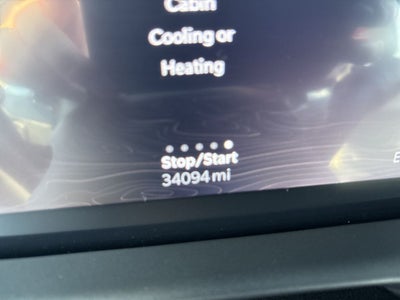 Cabin
Cooling or
Heating
Stop/Start
34094 mi
E